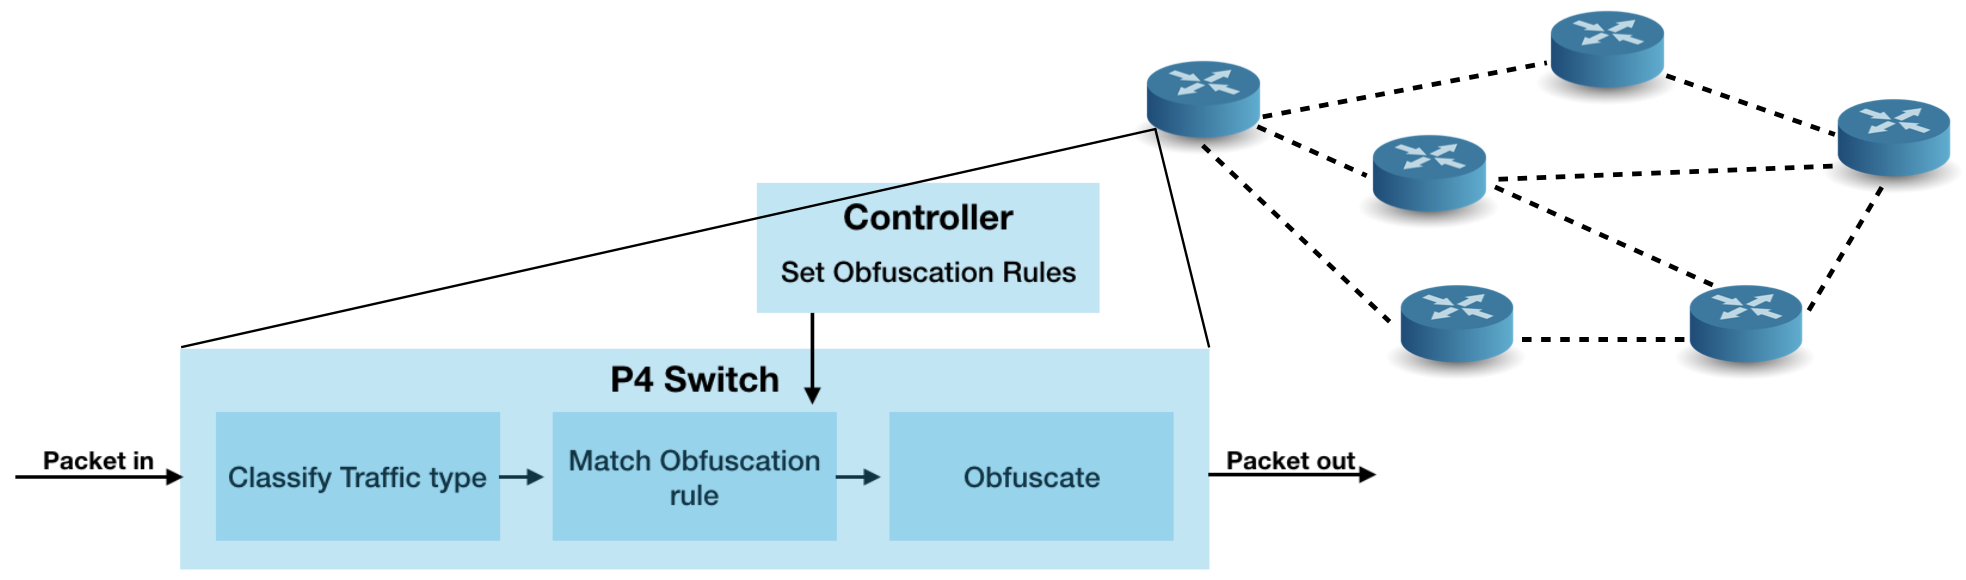 Controller
Set Obfuscation Rules
P4 Switch
Packet in
Classify Traffic type
Match Obfuscation
rule
Obfuscate
Packet out